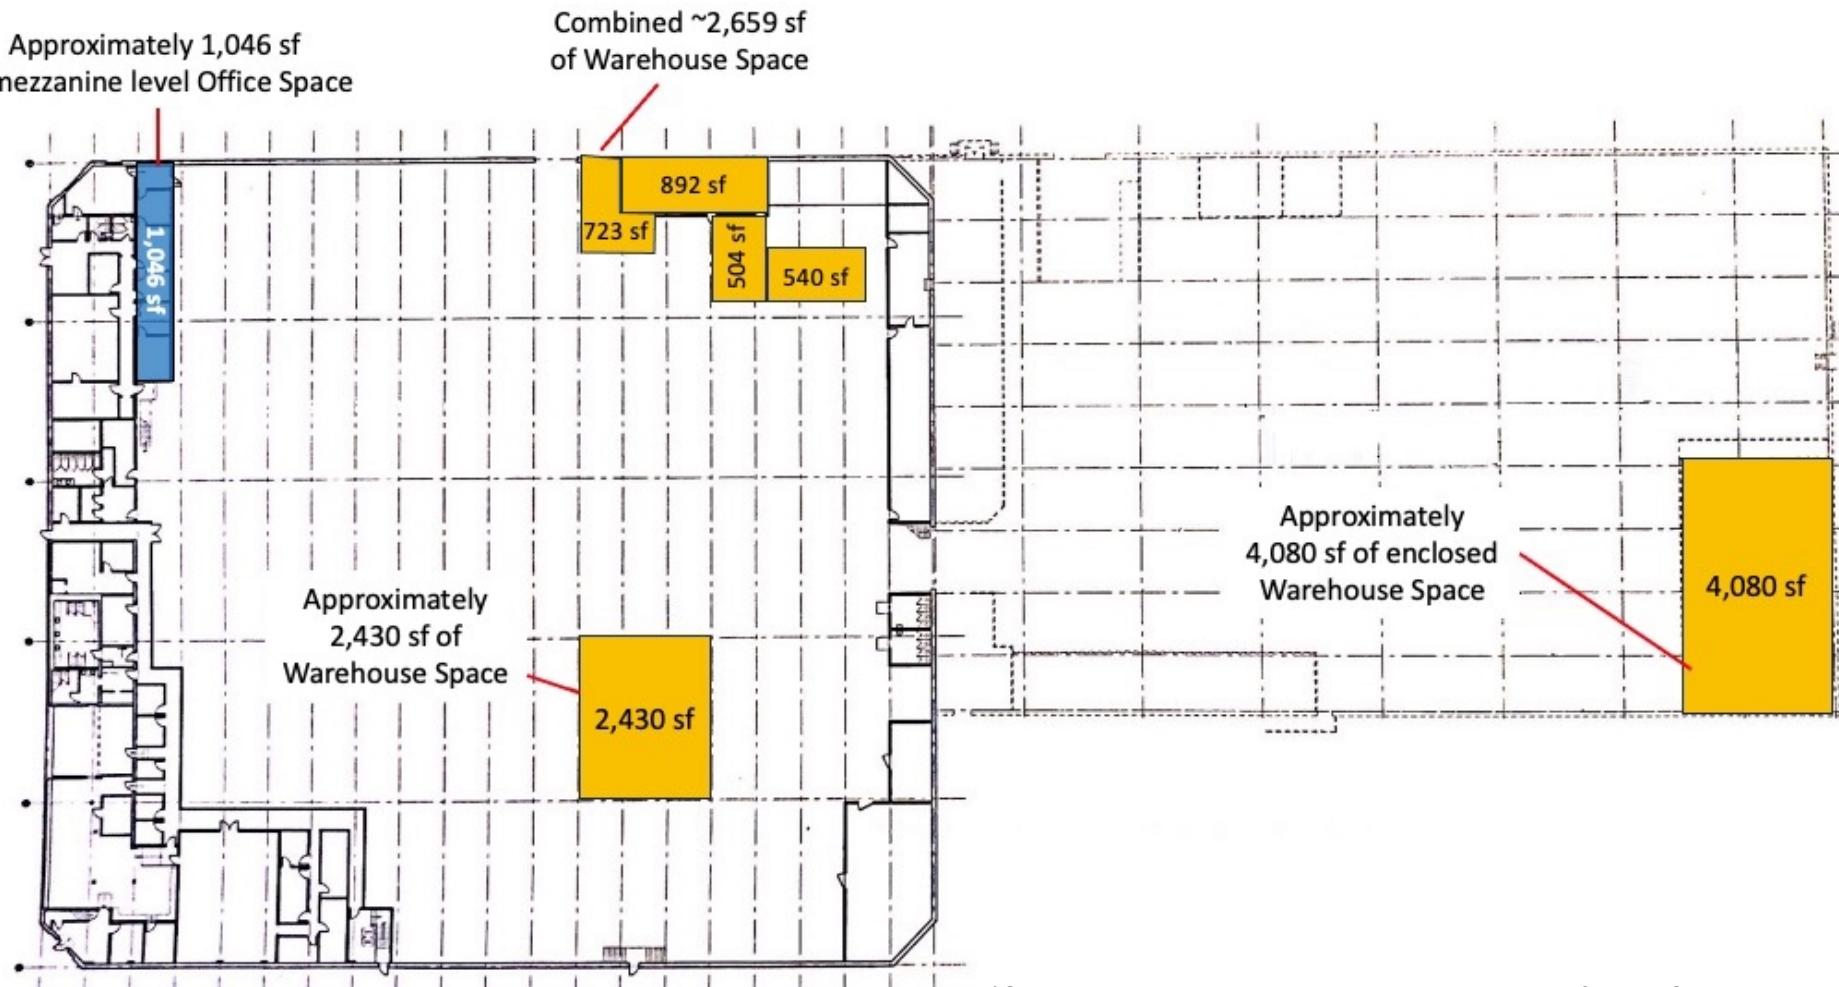 Approximately 1,046 sf
mezzanine level Office Space
Combined ~2,659 sf
of Warehouse Space
892 sf
723 sf
504 sf
540 sf
1,046 sf
Approximately
2,430 sf of
Warehouse Space
2,430 sf
Approximately
4,080 sf of enclosed
Warehouse Space
4,080 sf